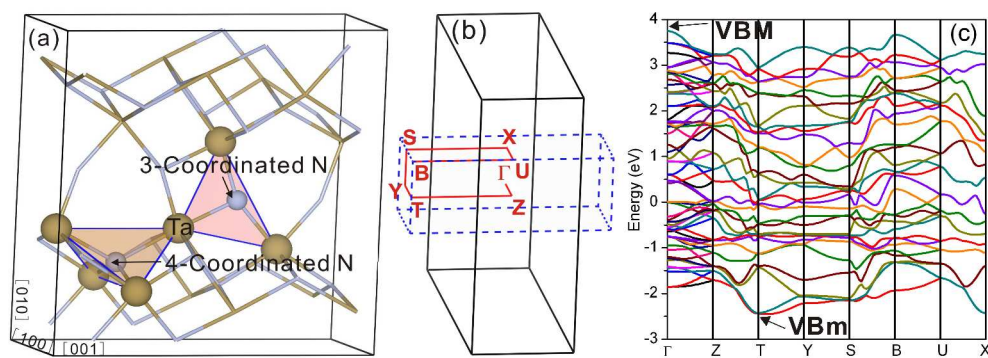 (a)
3-Coordinated N
Ta
4-Coordinated N
[010]
[100]
[001]
(b)
S
X
B
Γ
U
Y
T
Z
(c)
VBM
VBm
Energy (eV)
4
3
2
1
0
-1
-2
-3
Γ
Z
T
Y
S
B
U
X